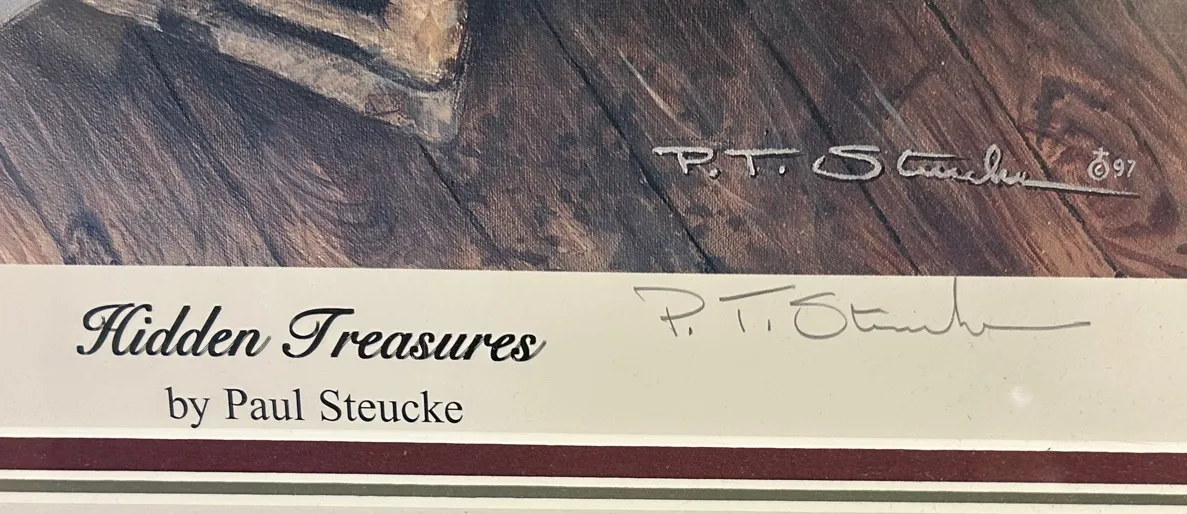 P. T. Steucke ©97
Hidden Treasures
P. T. Steucke
by Paul Steucke